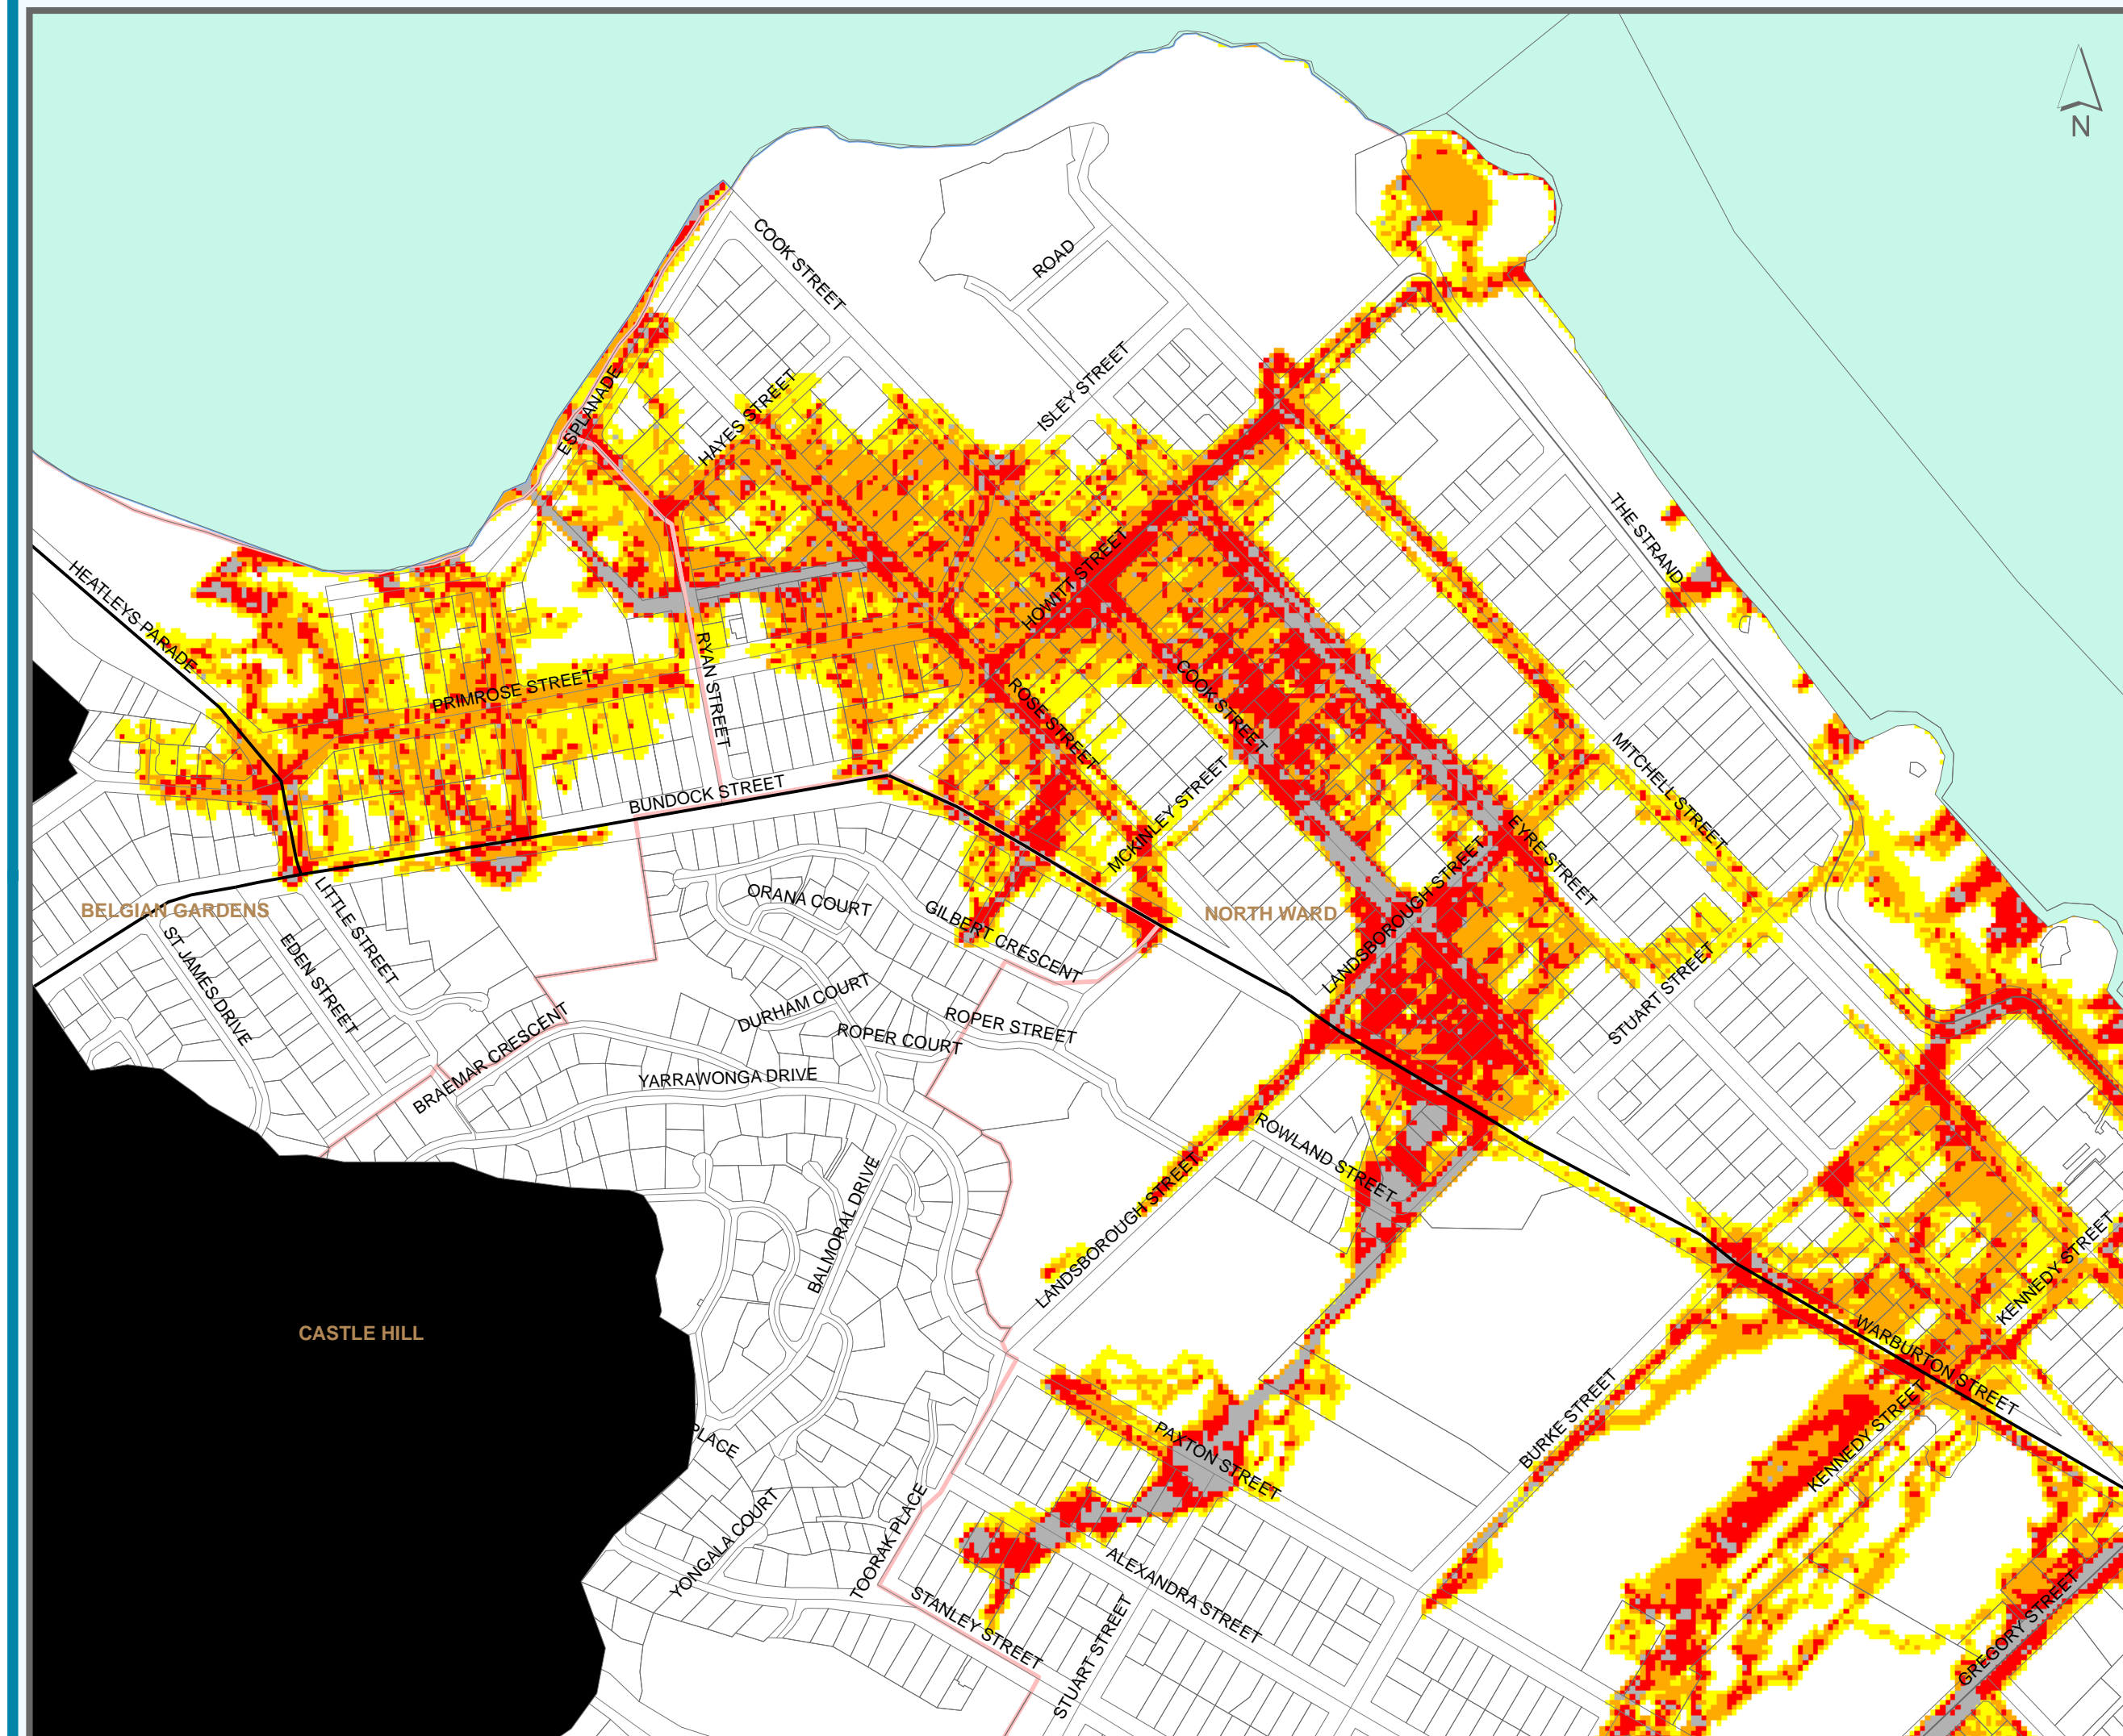 N
COOK STREET
ROAD
ISLEY STREET
HAYES STREET
ESPLANADE
THE STRAND
HEATLEYS PARADE
HOWITT STREET
PRIMROSE STREET
RYAN STREET
COOK STREET
ROSE STREET
MITCHELL STREET
BUNDOCK STREET
MCKINLEY STREET
EYRE STREET
LANDSBOROUGH STREET
ORANA COURT
BELGIAN GARDENS
LITTLE STREET
GILBERT CRESCENT
NORTH WARD
ST JAMES DRIVE
EDEN STREET
STUART STREET
DURHAM COURT
ROPER STREET
ROPER COURT
BRAEMAR CRESCENT
YARRAWONGA DRIVE
ROWLAND STREET
BALMORAL DRIVE
LANDSBOROUGH STREET
KENNEDY STREET
CASTLE HILL
WARBURTON STREET
BURKE STREET
PLACE
PAXTON STREET
KENNEDY STREET
YONGALA COURT
TOORAK PLACE
ALEXANDRA STREET
STANLEY STREET
STUART STREET
GREGORY STREET